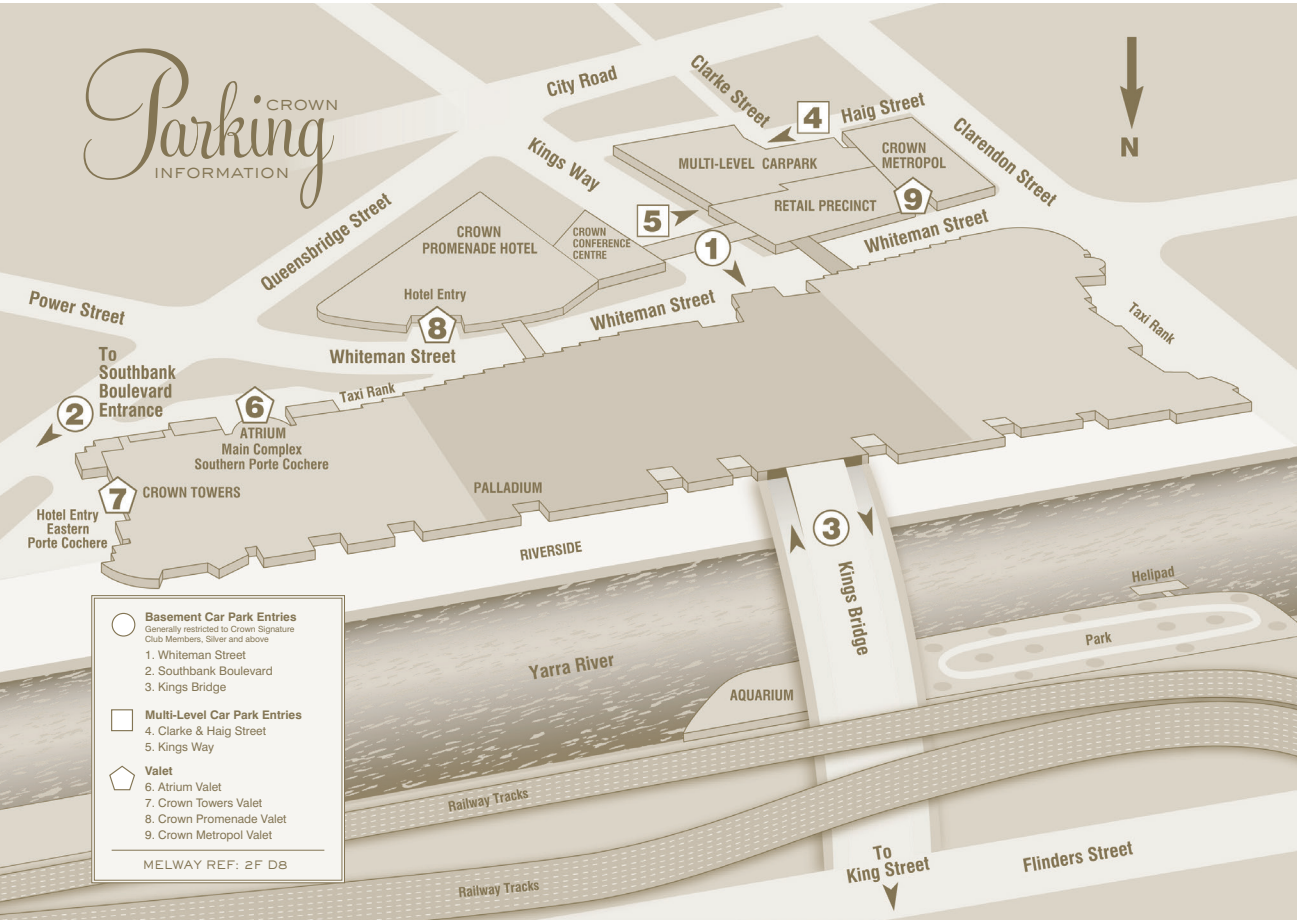 CROWN
Parking
INFORMATION
City Road
Clarke Street
4
Haig Street
Clarendon Street
N
Kings Way
MULTI-LEVEL CARPARK
CROWN
METROPOL
5
RETAIL PRECINCT
9
Whiteman Street
Queensbridge Street
CROWN
PROMENADE HOTEL
CROWN
CONFERENCE
CENTRE
1
Hotel Entry
8
Whiteman Street
Power Street
Whiteman Street
Taxi Rank
To
Southbank
Boulevard
Entrance
2
Taxi Rank
6
ATRIUM
Main Complex
Southern Porte Cochere
7
CROWN TOWERS
PALLADIUM
Hotel Entry
Eastern
Porte Cochere
RIVERSIDE
3
Kings Bridge
Helipad
Park
Yarra River
AQUARIUM
Basement Car Park Entries
Generally restricted to Crown Signature
Club Members, Silver and above
1. Whiteman Street
2. Southbank Boulevard
3. Kings Bridge
Multi-Level Car Park Entries
4. Clarke & Haig Street
5. Kings Way
Valet
6. Atrium Valet
7. Crown Towers Valet
8. Crown Promenade Valet
9. Crown Metropol Valet
MELWAY REF: 2F D8
Railway Tracks
Railway Tracks
To
King Street
Flinders Street